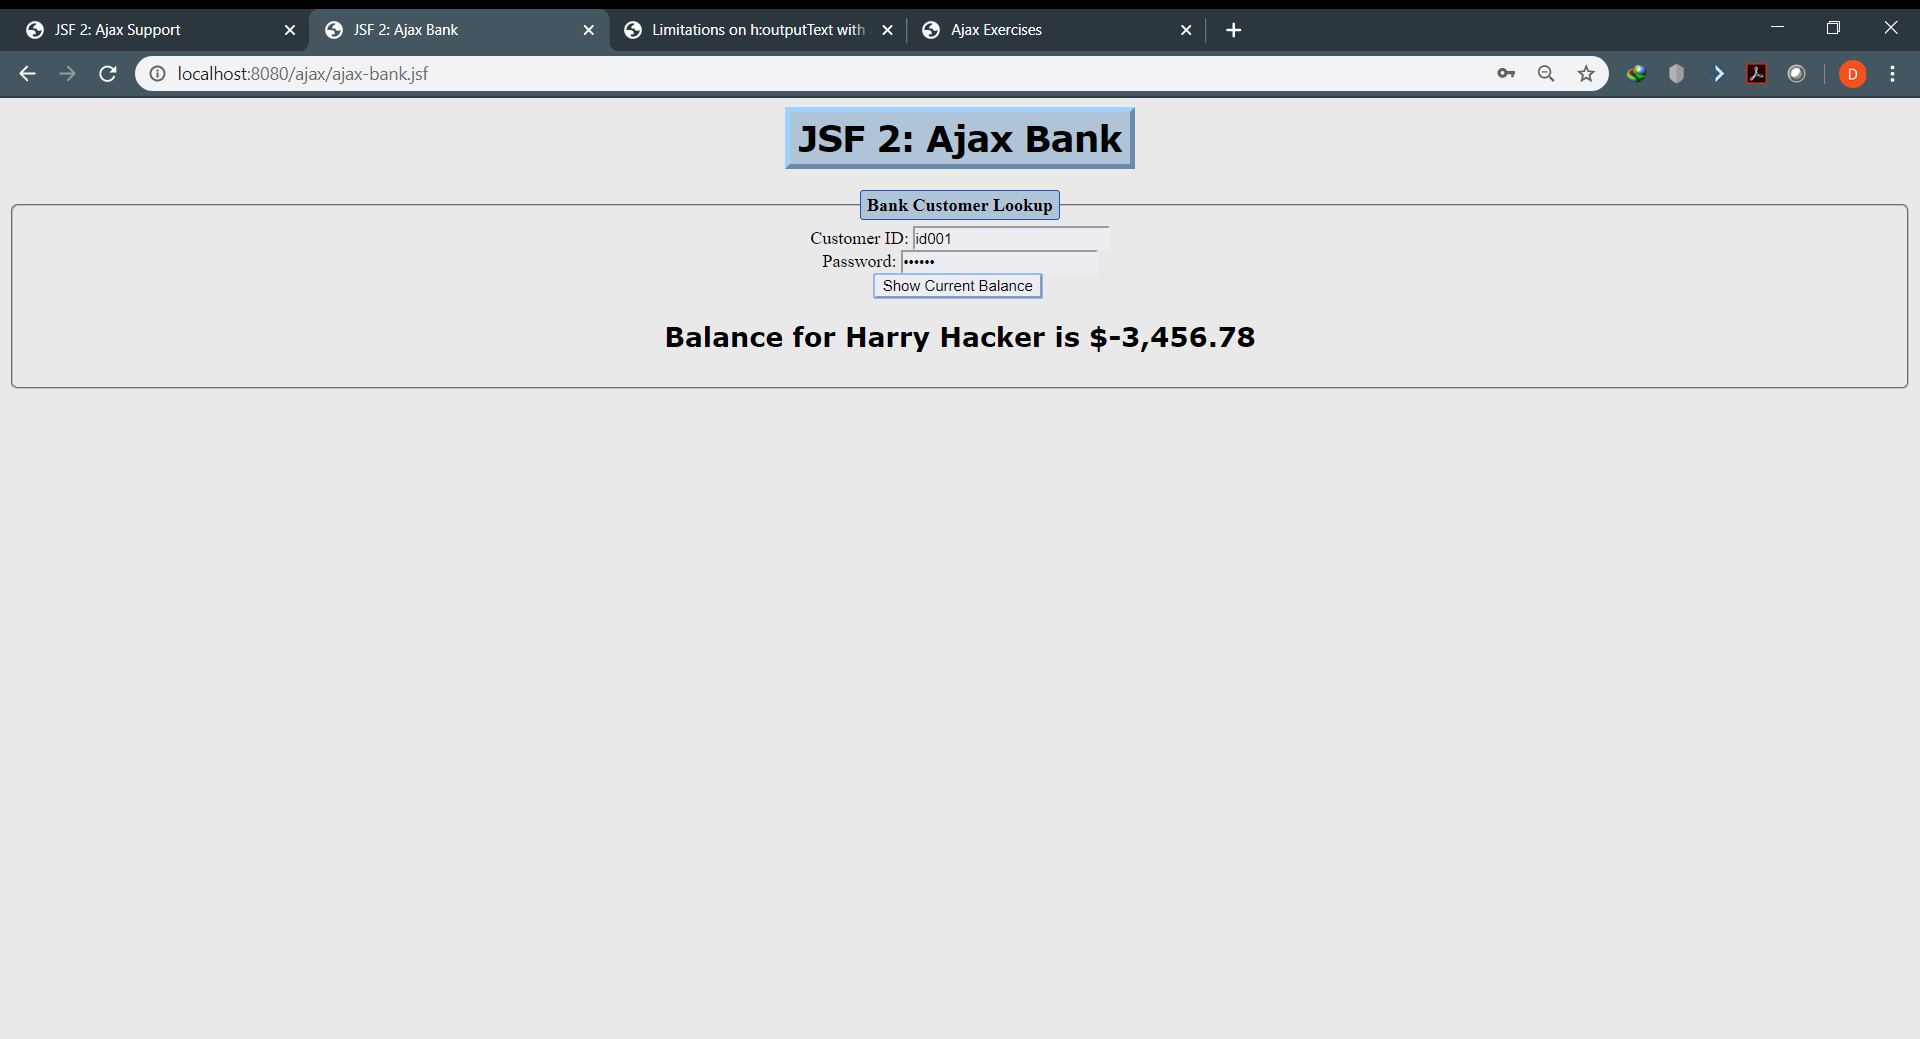 JSF 2: Ajax Support
JSF 2: Ajax Bank
Limitations on h:outputText with
Ajax Exercises
localhost:8080/ajax/ajax-bank.jsf
D
JSF 2: Ajax Bank
Bank Customer Lookup
Customer ID: id001
Password: ••••••
Show Current Balance
Balance for Harry Hacker is $-3,456.78